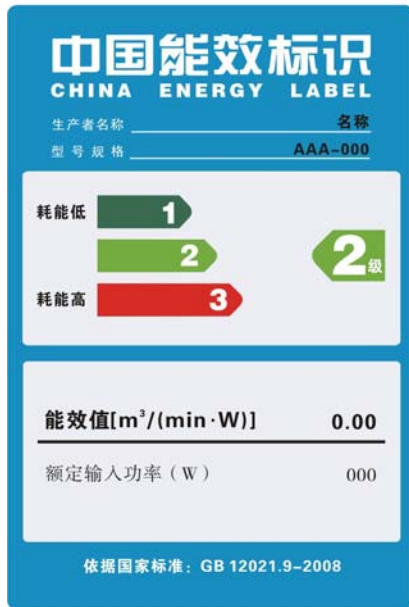 中国能效标识
CHINA ENERGY LABEL
生产者名称 名称
型号规格 AAA-000
耗能低 1
2
2级
耗能高 3
能效值[m³/(min·W)] 0.00
额定输入功率（W） 000
依据国家标准：GB 12021.9-2008